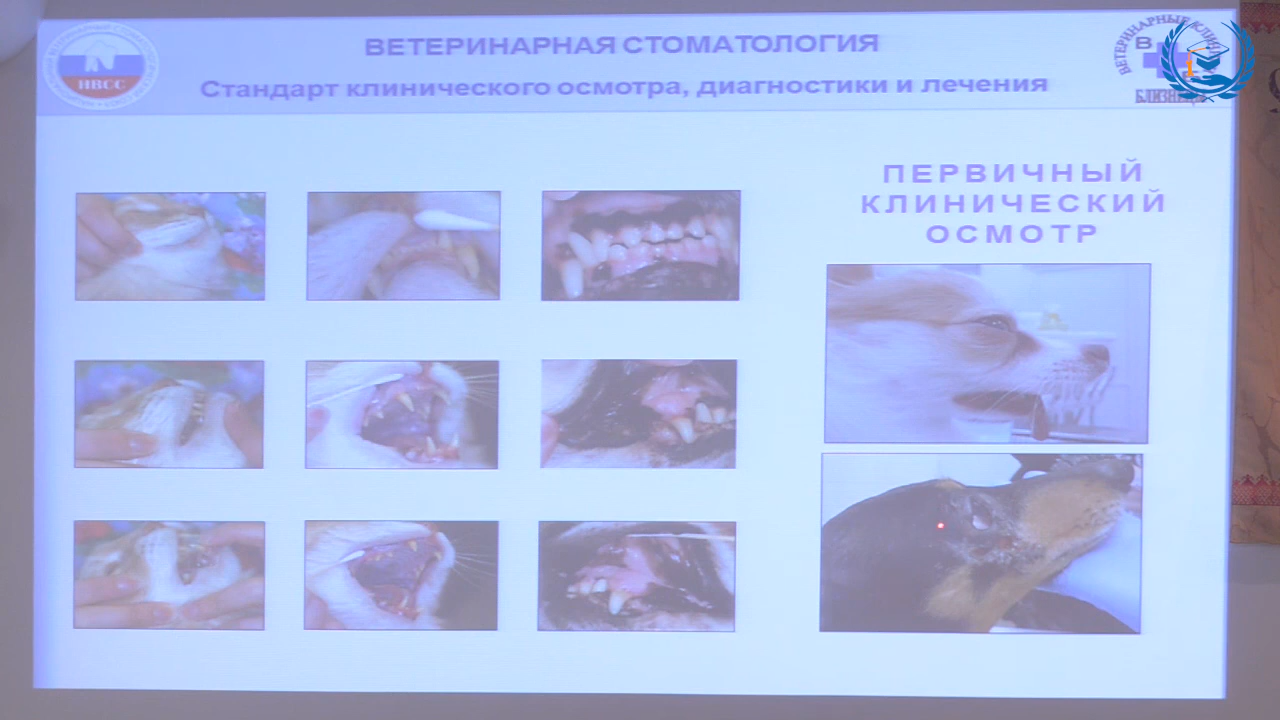 ВЕТЕРИНАРНАЯ СТОМАТОЛОГИЯ
Стандарт клинического осмотра, диагностики и лечения
НВСС
ПЕРВИЧНЫЙ
КЛИНИЧЕСКИЙ
ОСМОТР